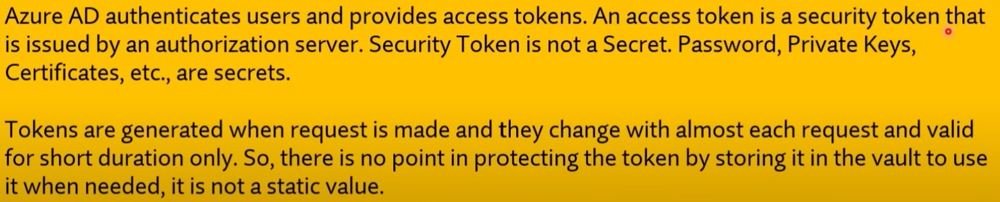 Azure AD authenticates users and provides access tokens. An access token is a security token that
is issued by an authorization server. Security Token is not a Secret. Password, Private Keys,
Certificates, etc., are secrets.
Tokens are generated when request is made and they change with almost each request and valid
for short duration only. So, there is no point in protecting the token by storing it in the vault to use
it when needed, it is not a static value.